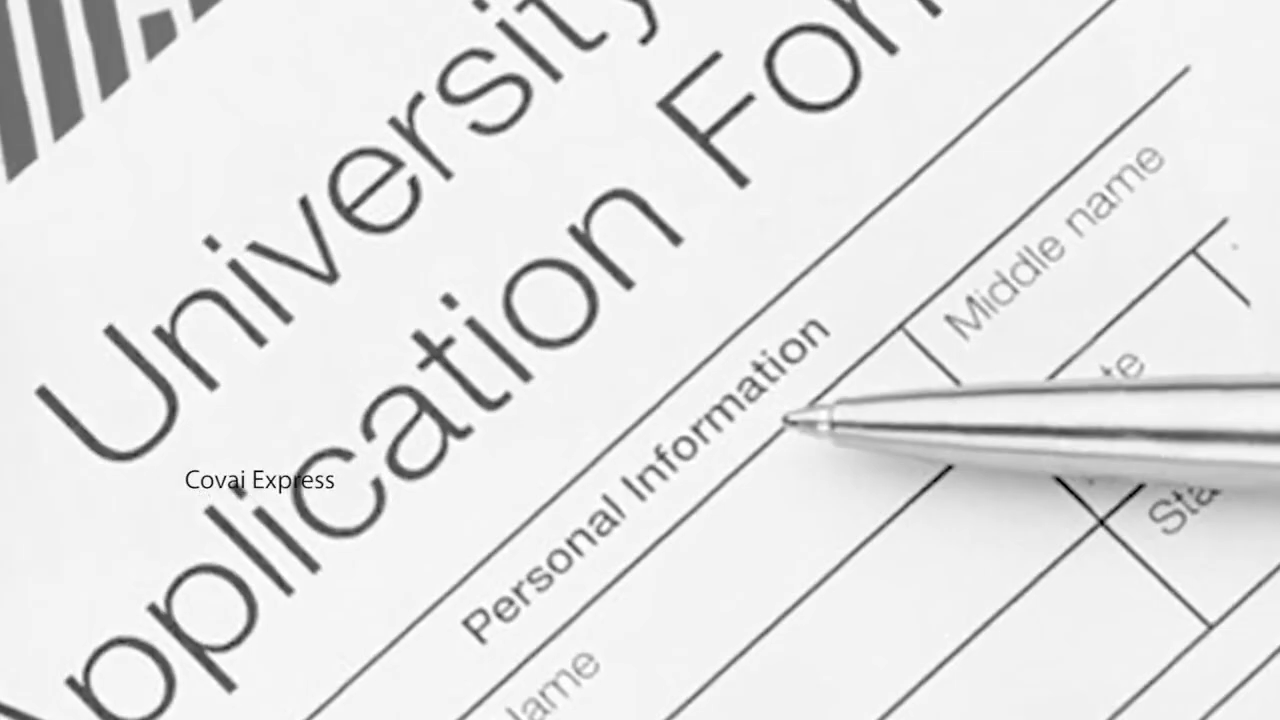 University
Application Form
Personal Information
Middle name
Covai Express